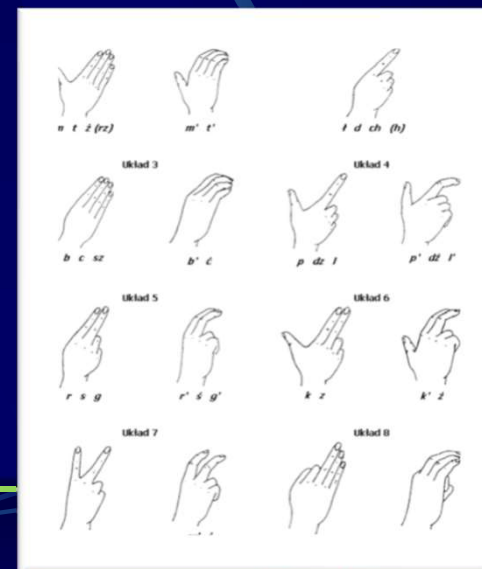 t ż (rz) m' t' ł d ch (h)
Układ 3 Układ 4
b c sz b' ć p dz l p' dź l'
Układ 5 Układ 6
r s g r' ś g' k z k' ź
Układ 7 Układ 8